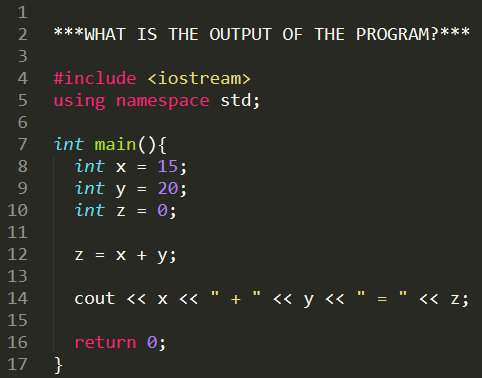 1
2 ***WHAT IS THE OUTPUT OF THE PROGRAM?***
3
4 #include <iostream>
5 using namespace std;
6
7 int main(){
8 int x = 15;
9 int y = 20;
10 int z = 0;
11
12 z = x + y;
13
14 cout << x << " + " << y << " = " << z;
15
16 return 0;
17 }